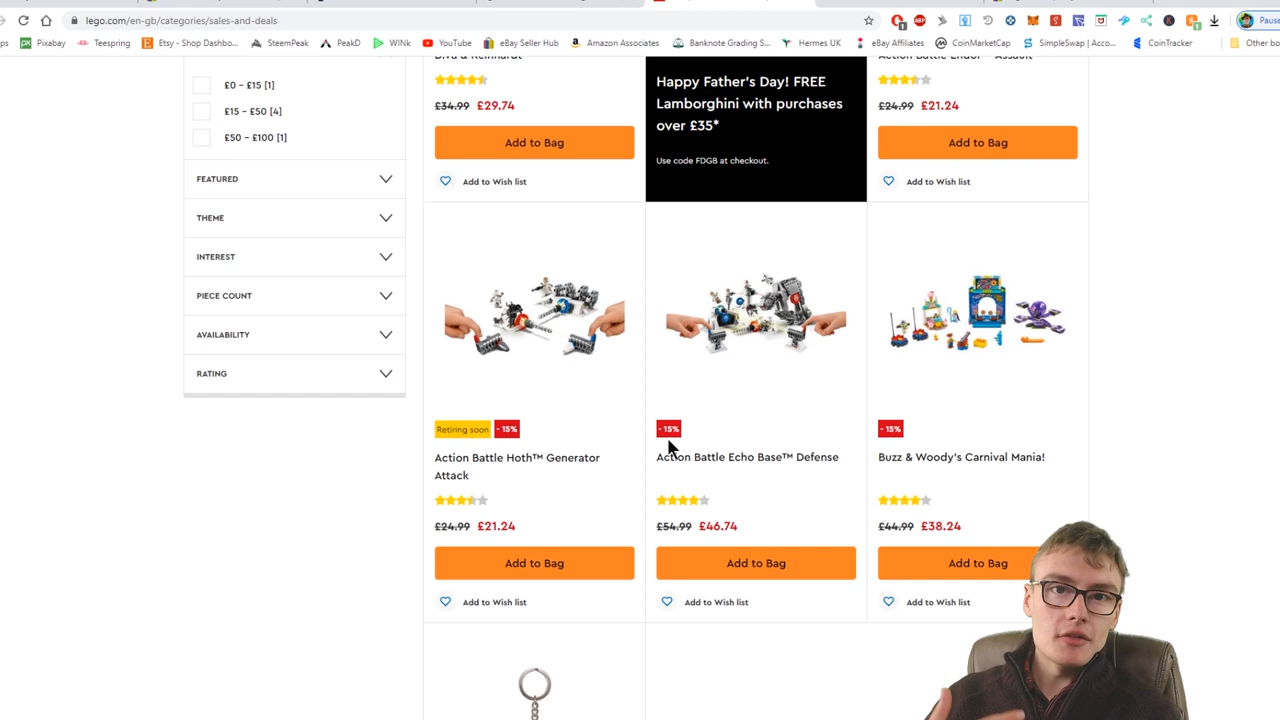 lego.com/en-gb/categories/sales-and-deals
Pause
Pixabay
Teespring
Etsy - Shop Dashbo...
SteemPeak
PeakD
WINk
YouTube
eBay Seller Hub
Amazon Associates
Banknote Grading S...
Hermes UK
eBay Affiliates
CoinMarketCap
SimpleSwap | Acco...
CoinTracker
Other bo
£0 – £15 [1]
£15 – £50 [4]
£50 – £100 [1]
FEATURED
THEME
INTEREST
PIECE COUNT
AVAILABILITY
RATING
£34.99 £29.74
Add to Bag
Add to Wish list
Happy Father's Day! FREE
Lamborghini with purchases
over £35*
Use code FDGB at checkout.
£24.99 £21.24
Add to Bag
Add to Wish list
Retiring soon - 15%
Action Battle Hoth™ Generator
Attack
£24.99 £21.24
Add to Bag
Add to Wish list
- 15%
Action Battle Echo Base™ Defense
£54.99 £46.74
Add to Bag
Add to Wish list
- 15%
Buzz & Woody's Carnival Mania!
£44.99 £38.24
Add to Bag
Add to Wish list